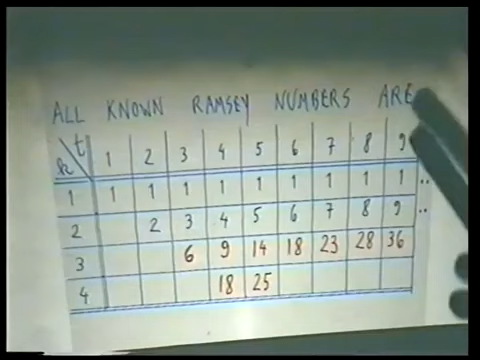 ALL KNOWN RAMSEY NUMBERS ARE
k t 1 2 3 4 5 6 7 8 9
1 1 1 1 1 1 1 1 1 1 ..
2 2 3 4 5 6 7 8 9 ..
3 6 9 14 18 23 28 36
4 18 25